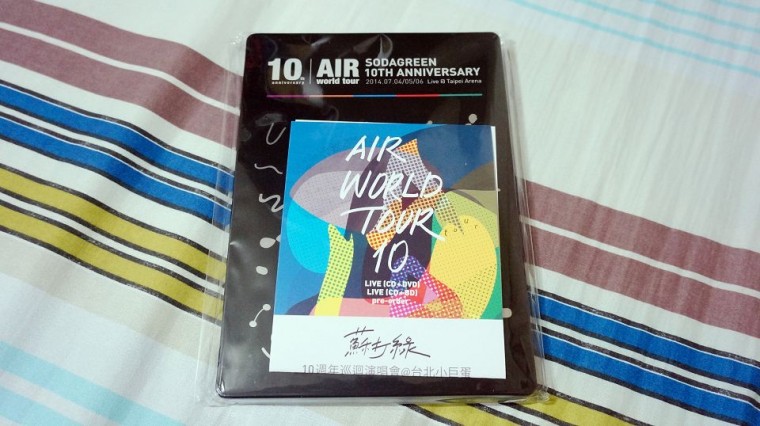 10th anniversary
AIR world tour
SODAGREEN
10TH ANNIVERSARY
2014.07.04/05/06 Live @ Taipei Arena
AIR
WORLD
TOUR
10
LIVE [CD+DVD]
LIVE [CD+BD]
pre-order
蘇打綠
10週年巡迴演唱會@台北小巨蛋